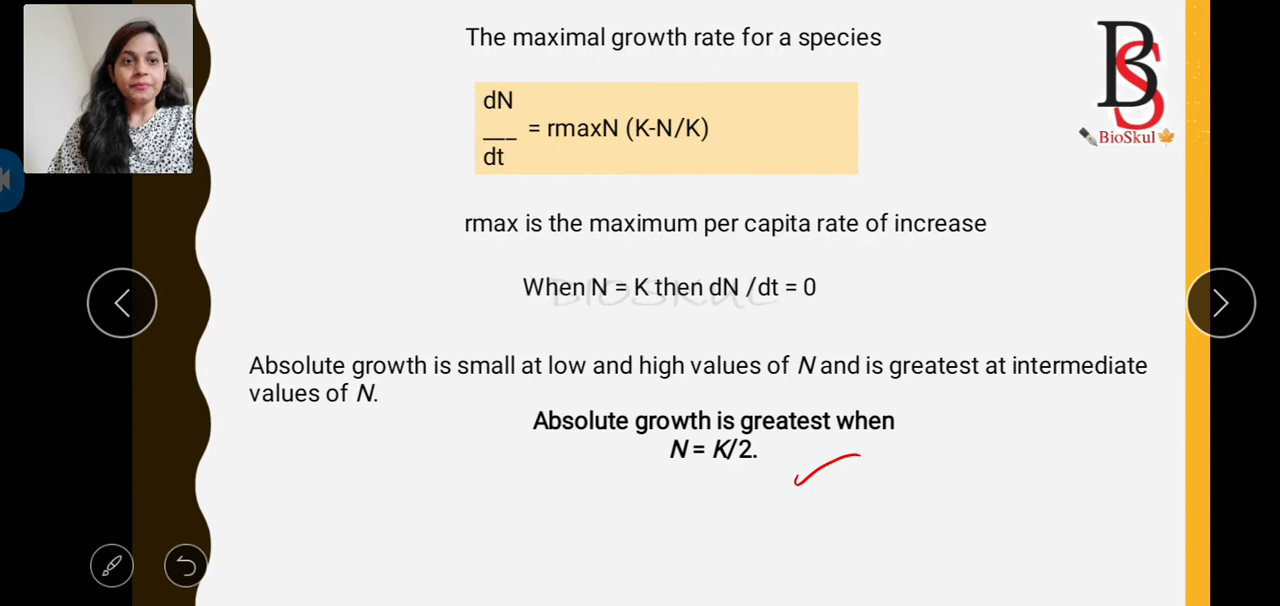 The maximal growth rate for a species
BS
BioSkul
dN
___ = rmaxN (K-N/K)
dt
rmax is the maximum per capita rate of increase
BIOSKUL
When N = K then dN /dt = 0
Absolute growth is small at low and high values of N and is greatest at intermediate
values of N.
Absolute growth is greatest when
N = K/2.